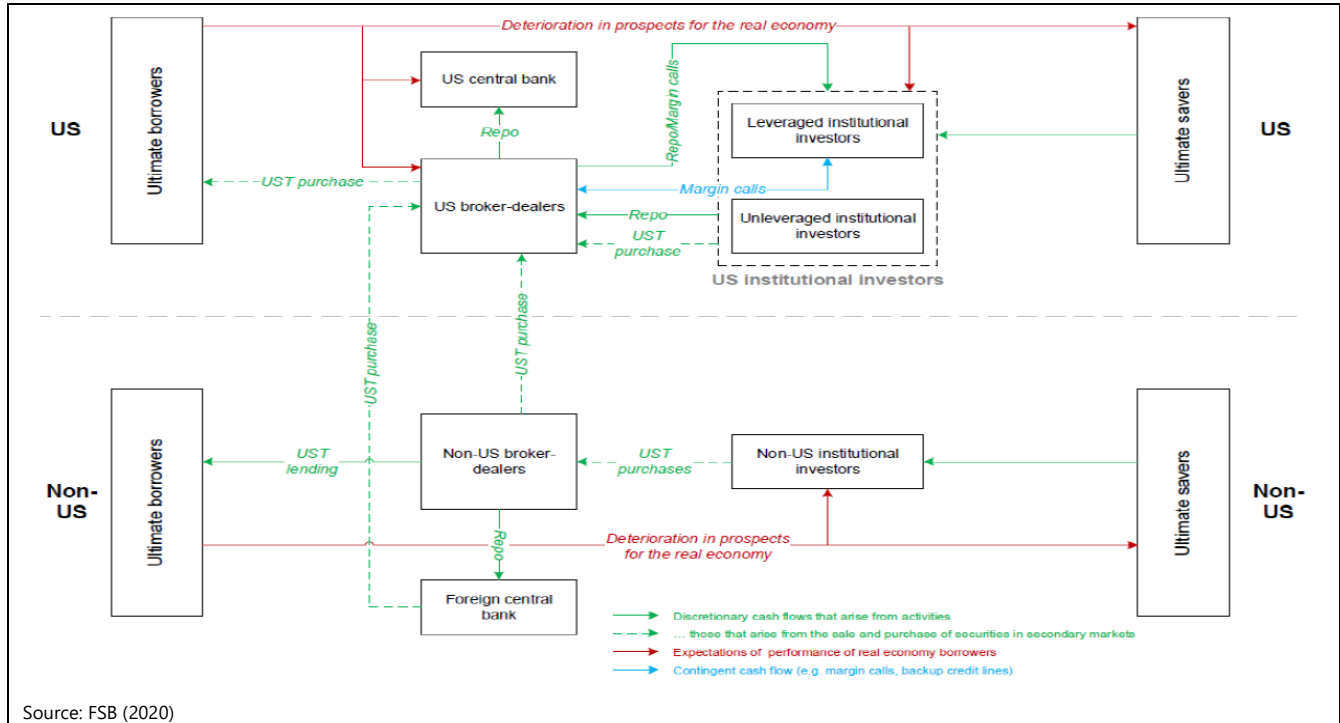 Deterioration in prospects for the real economy
US
Ultimate borrowers
US central bank
Repo
Repo/Margin calls
Leveraged institutional
investors
Ultimate savers
US
UST purchase
US broker-dealers
Margin calls
Repo
UST
purchase
Unleveraged institutional
investors
US institutional investors
UST purchase
UST purchase
Non-
US
Ultimate borrowers
UST
lending
Non-US broker-
dealers
UST
purchases
Non-US institutional
investors
Ultimate savers
Non-
US
Repo
Deterioration in prospects
for the real economy
Foreign central
bank
Discretionary cash flows that arise from activities
... those that arise from the sale and purchase of securities in secondary markets
Expectations of performance of real economy borrowers
Contingent cash flow (e.g. margin calls, backup credit lines)
Source: FSB (2020)